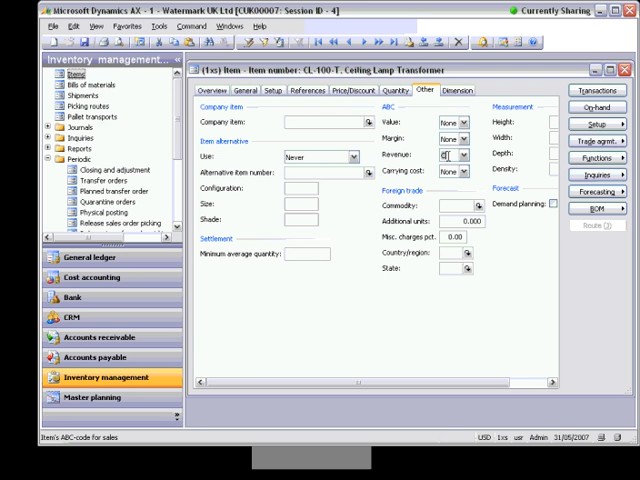 Microsoft Dynamics AX - 1 - Watermark UK Ltd [CUK00007: Session ID - 4]
Currently Sharing
File Edit View Favorites Tools Command Windows Help
Inventory management...
Items
Bills of materials
Shipments
Picking routes
Pallet transports
Journals
Inquiries
Reports
Periodic
Closing and adjustment
Transfer orders
Planned transfer order
Quarantine orders
Physical posting
Release sales order picking
General ledger
Cost accounting
Bank
CRM
Accounts receivable
Accounts payable
Inventory management
Master planning
(1xs) Item - Item number: CL-100-T, Ceiling Lamp Transformer
Overview General Setup References Price/Discount Quantity Other Dimension
Company item
Company item:
Item alternative
Use: Never
Alternative item number:
Configuration:
Size:
Shade:
Settlement
Minimum average quantity:
ABC
Value: None
Margin: None
Revenue:
Carrying cost: None
Foreign trade
Commodity:
Additional units: 0.000
Misc. charges pct. 0.00
Country/region:
State:
Measurement
Height:
Width:
Depth:
Density:
Forecast
Demand planning:
Transactions
On-hand
Setup
Trade agrmt.
Functions
Inquiries
Forecasting
BOM
Item's ABC-code for sales
USD 1xs usr Admin 31/05/2007